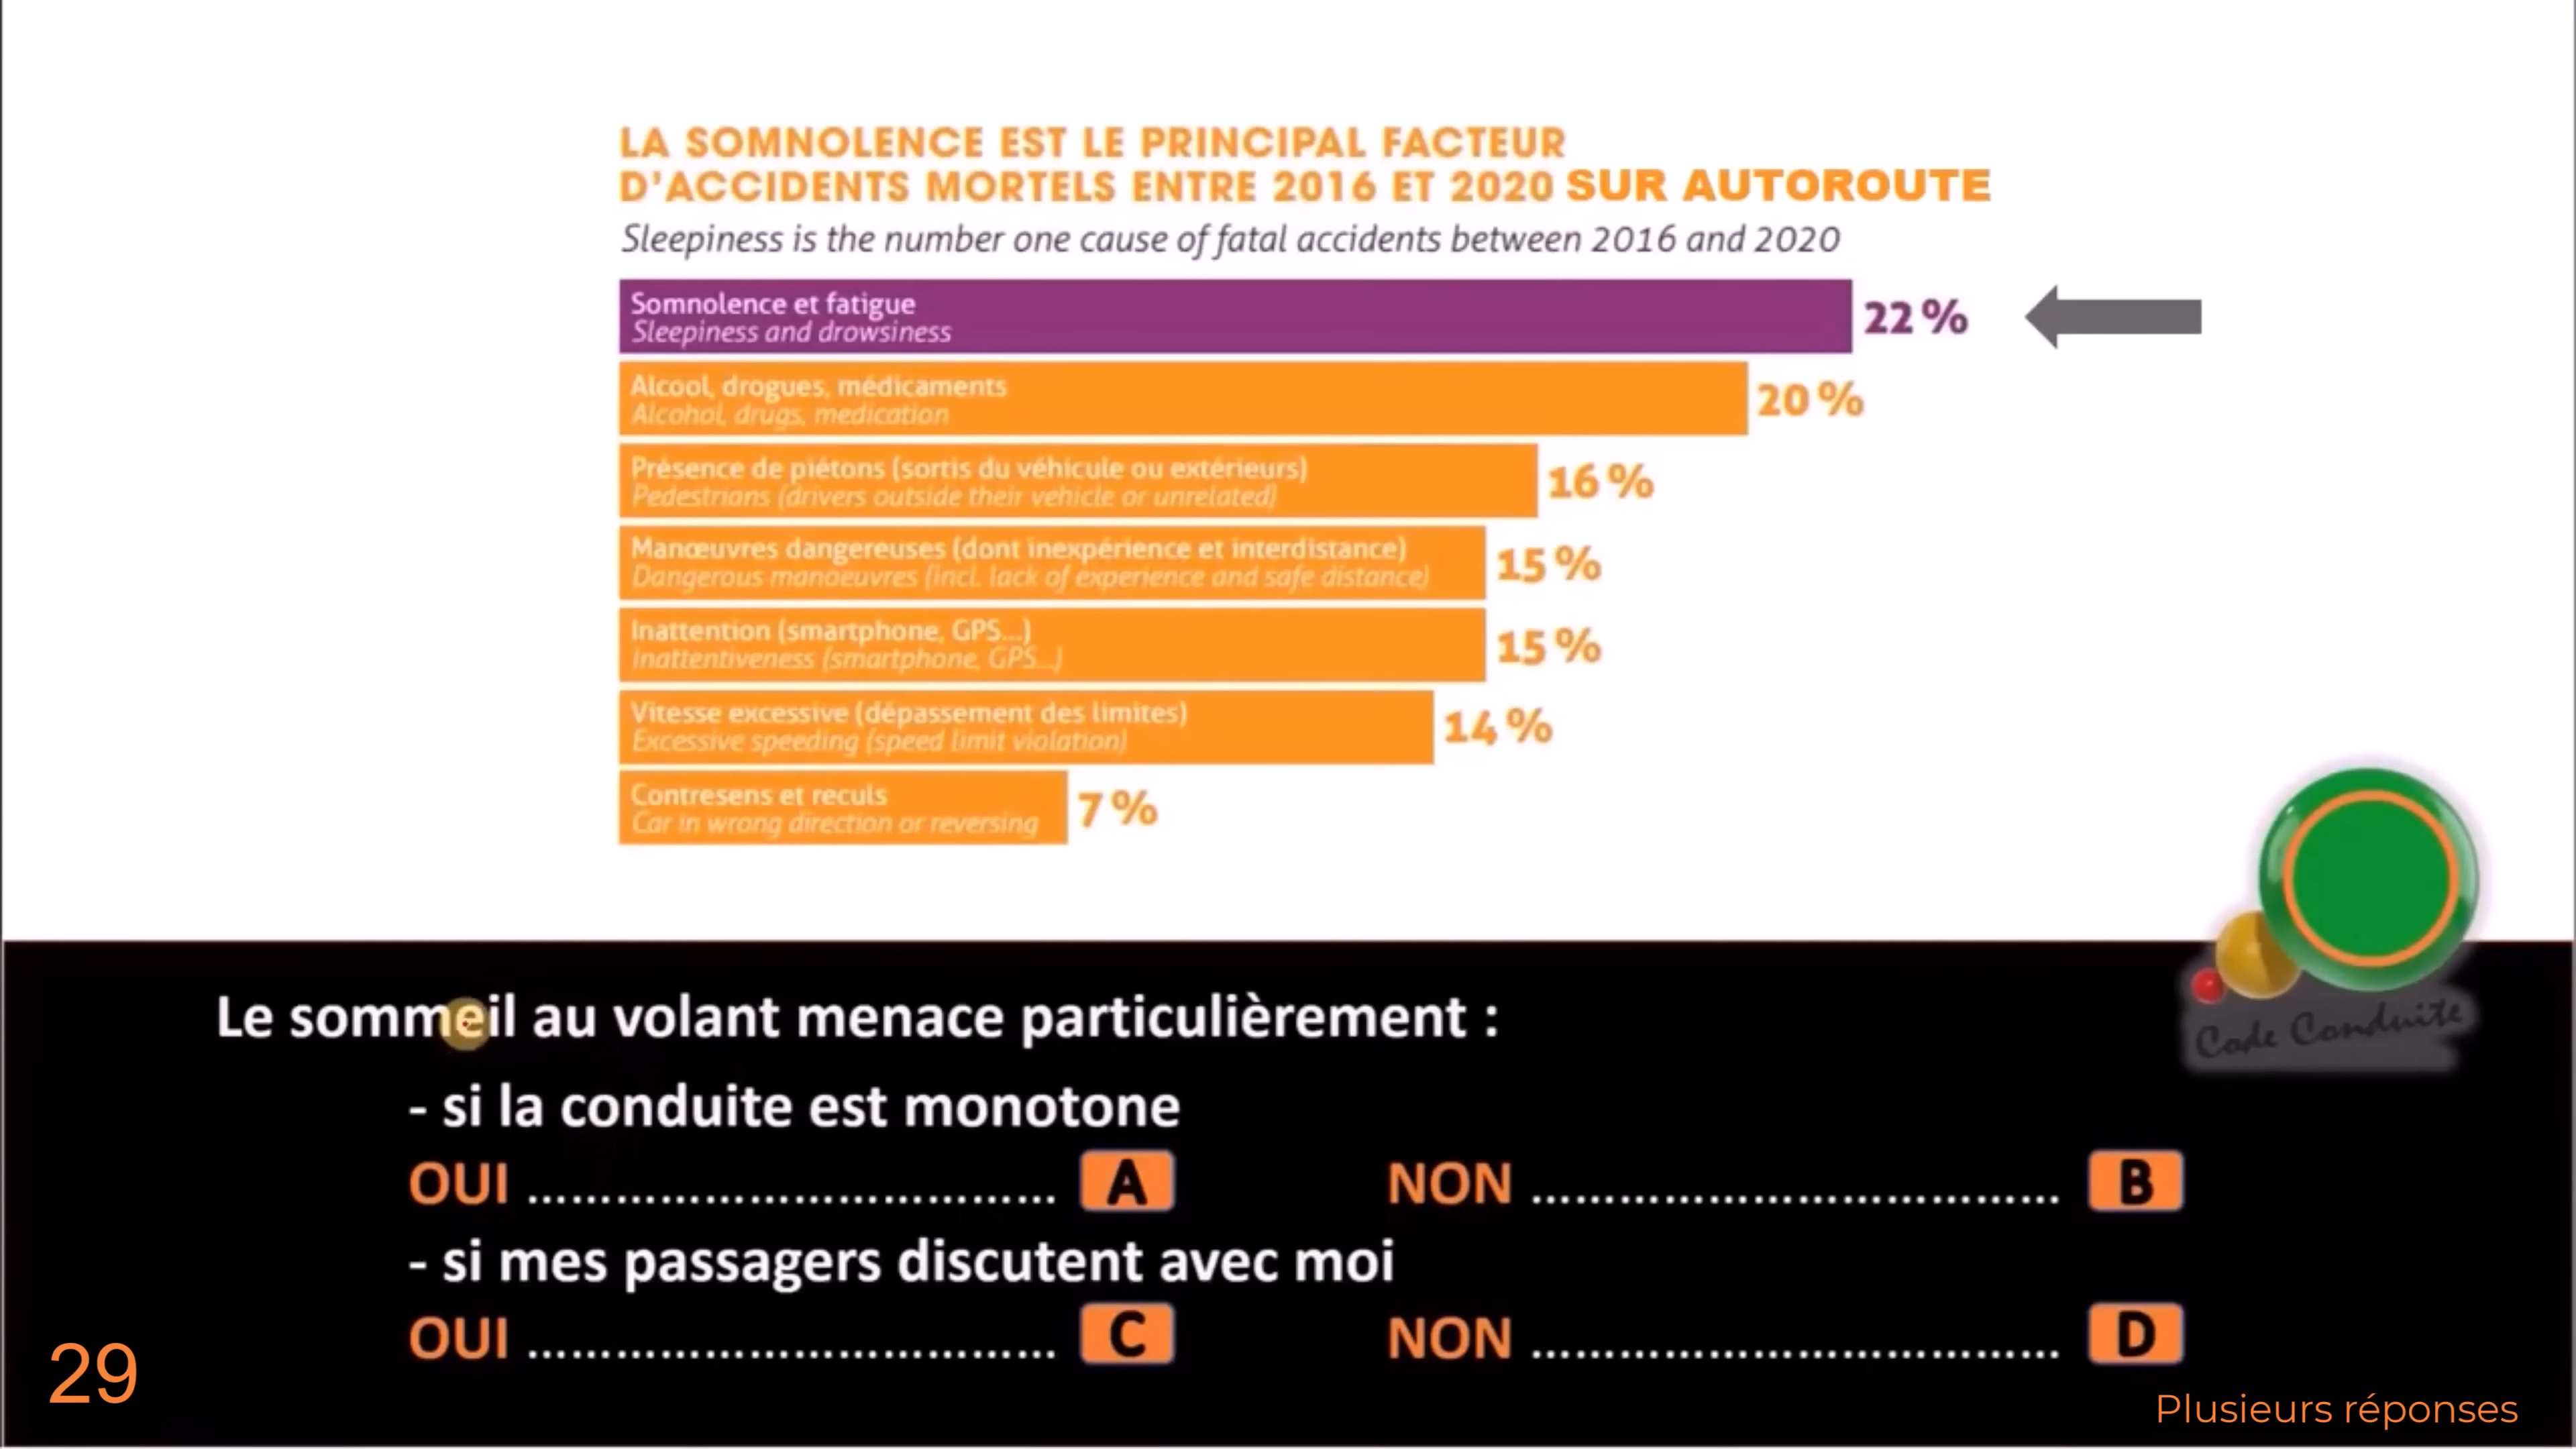 LA SOMNOLENCE EST LE PRINCIPAL FACTEUR
D'ACCIDENTS MORTELS ENTRE 2016 ET 2020 SUR AUTOROUTE
Sleepiness is the number one cause of fatal accidents between 2016 and 2020
Somnolence et fatigue
Sleepiness and drowsiness
22 %
Alcool, drogues, médicaments
Alcohol, drugs, medication
20 %
Présence de piétons (sortis du véhicule ou extérieurs)
Pedestrians (drivers outside their vehicle or unrelated)
16 %
Manœuvres dangereuses (dont inexpérience et interdistance)
Dangerous manoeuvres (incl. lack of experience and safe distance)
15 %
Inattention (smartphone, GPS...)
Inattentiveness (smartphone, GPS...)
15 %
Vitesse excessive (dépassement des limites)
Excessive speeding (speed limit violation)
14 %
Contresens et reculs
Car in wrong direction or reversing
7 %
Code Conduite
Le sommeil au volant menace particulièrement :
- si la conduite est monotone
OUI ..................................... A NON ..................................... B
- si mes passagers discutent avec moi
OUI ..................................... C NON ..................................... D
29
Plusieurs réponses